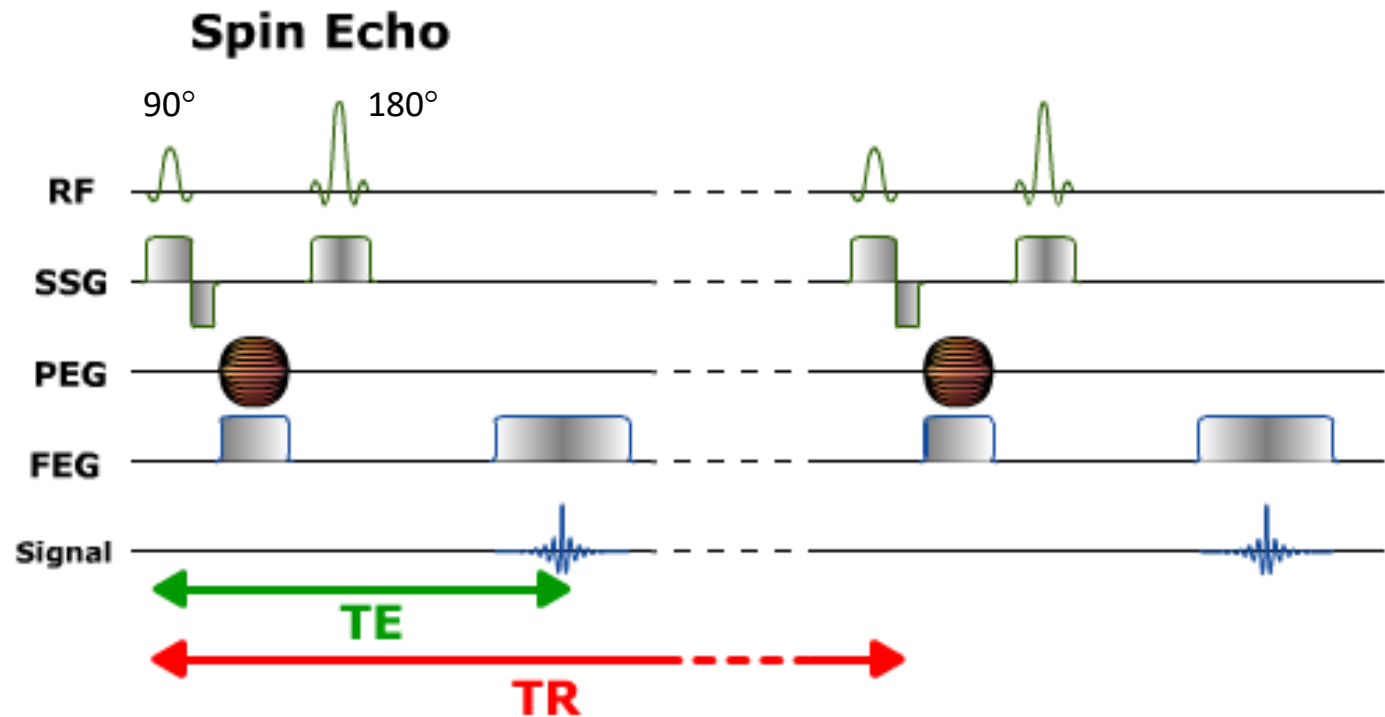 Spin Echo
90° 180°
RF
SSG
PEG
FEG
Signal
TE
TR